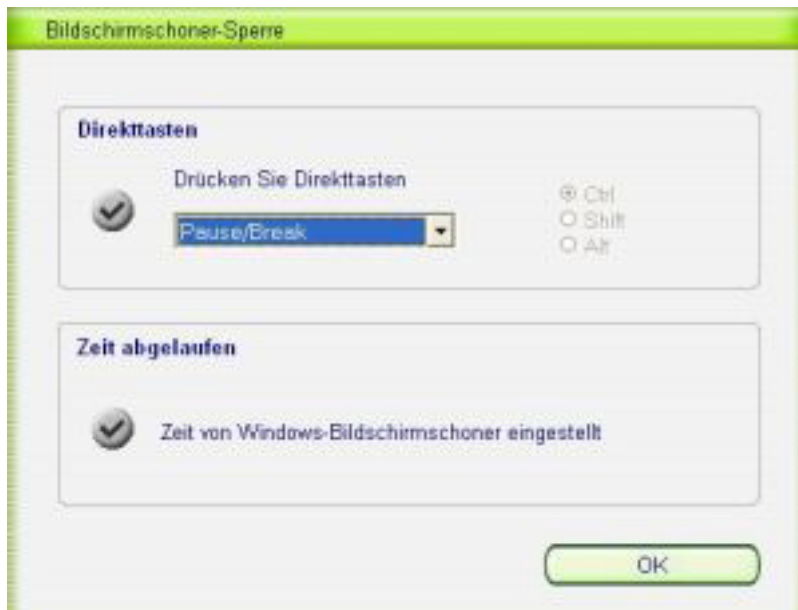 Bildschirmschoner-Sperre
Direkttasten
Drücken Sie Direkttasten
Pause/Break
Ctrl
Shift
Alt
Zeit abgelaufen
Zeit von Windows-Bildschirmschoner eingestellt
OK